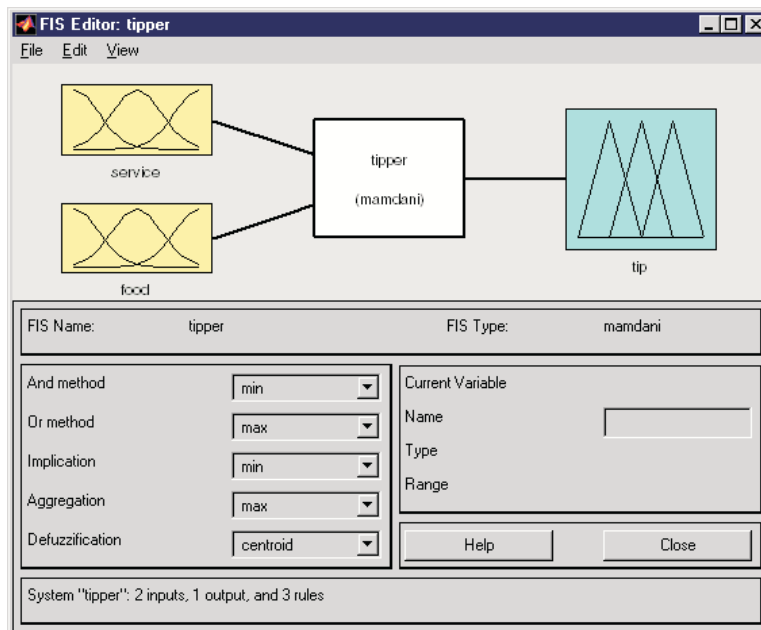 FIS Editor: tipper
File Edit View
service
food
tipper
(mamdani)
tip
FIS Name: tipper FIS Type: mamdani
And method min
Or method max
Implication min
Aggregation max
Defuzzification centroid
Current Variable
Name
Type
Range
Help Close
System "tipper": 2 inputs, 1 output, and 3 rules